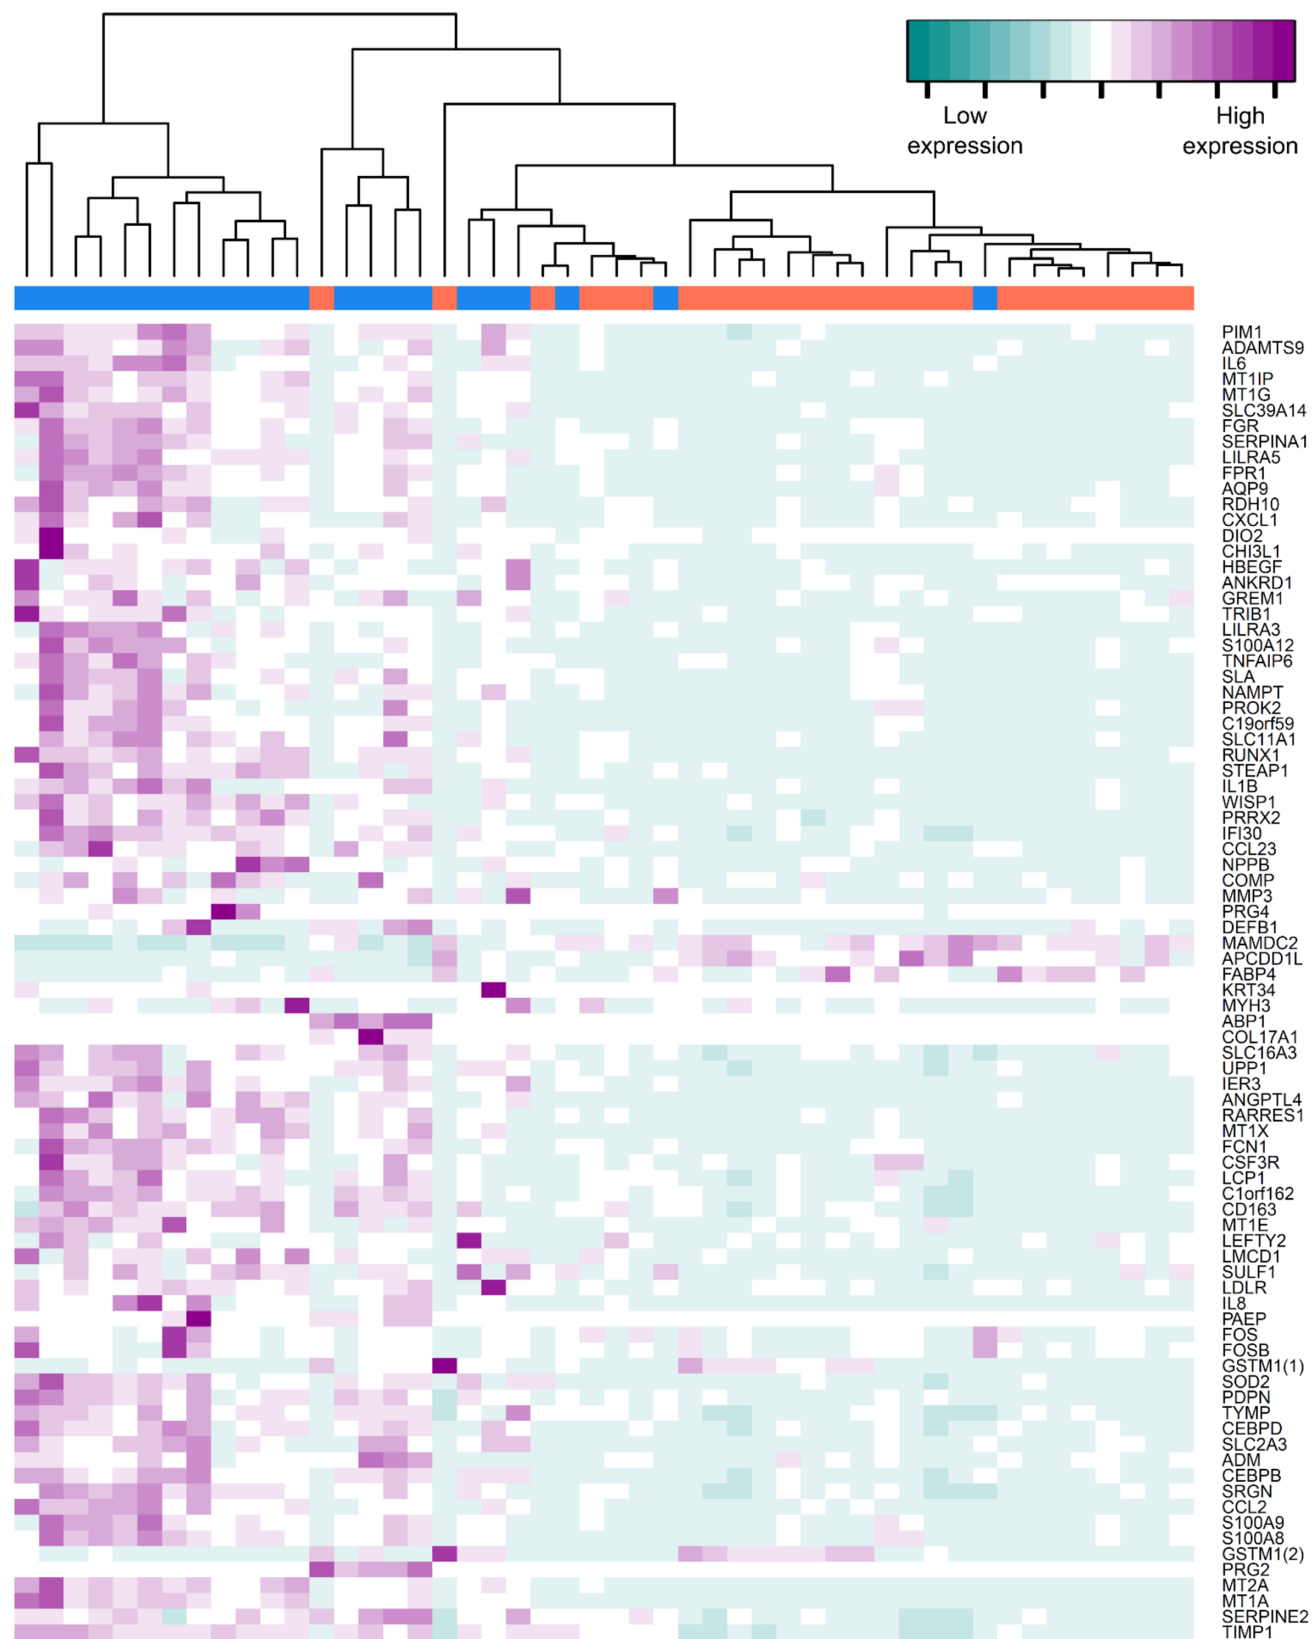 Low
expression
High
expression
PIM1
ADAMTS9
IL6
MT1IP
MT1G
SLC39A14
FGR
SERPINA1
LILRA5
FPR1
AQP9
RDH10
CXCL1
DIO2
CHI3L1
HBEGF
ANKRD1
GREM1
TRIB1
LILRA3
S100A12
TNFAIP6
SLA
NAMPT
PROK2
C19orf59
SLC11A1
RUNX1
STEAP1
IL1B
WISP1
PRRX2
IFI30
CCL23
NPPB
COMP
MMP3
PRG4
DEFB1
MAMDC2
APCDD1L
FABP4
KRT34
MYH3
ABP1
COL17A1
SLC16A3
UPP1
IER3
ANGPTL4
RARRES1
MT1X
FCN1
CSF3R
LCP1
C1orf162
CD163
MT1E
LEFTY2
LMCD1
SULF1
LDLR
IL8
PAEP
FOS
FOSB
GSTM1(1)
SOD2
PDPN
TYMP
CEBPD
SLC2A3
ADM
CEBPB
SRGN
CCL2
S100A9
S100A8
GSTM1(2)
PRG2
MT2A
MT1A
SERPINE2
TIMP1